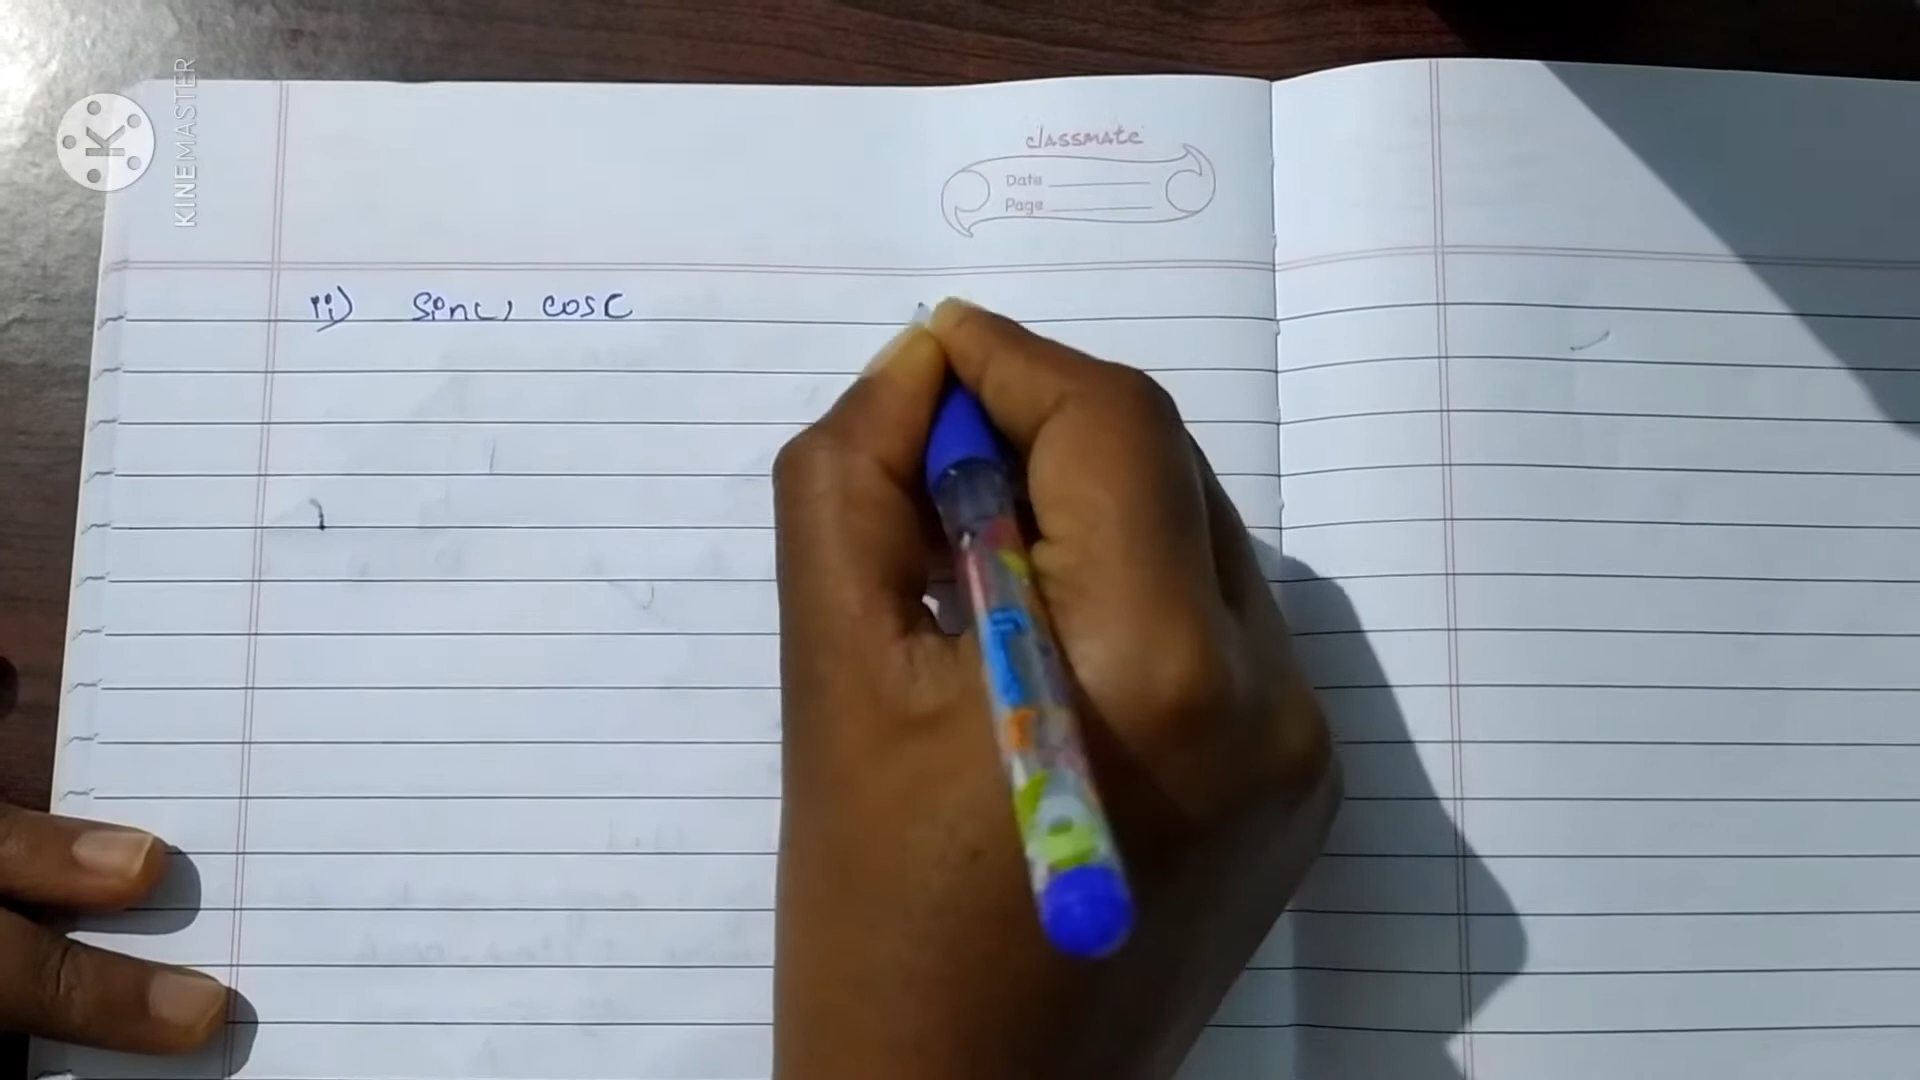 KINEMASTER
classmate
Date
Page
ii) sinc, cosc